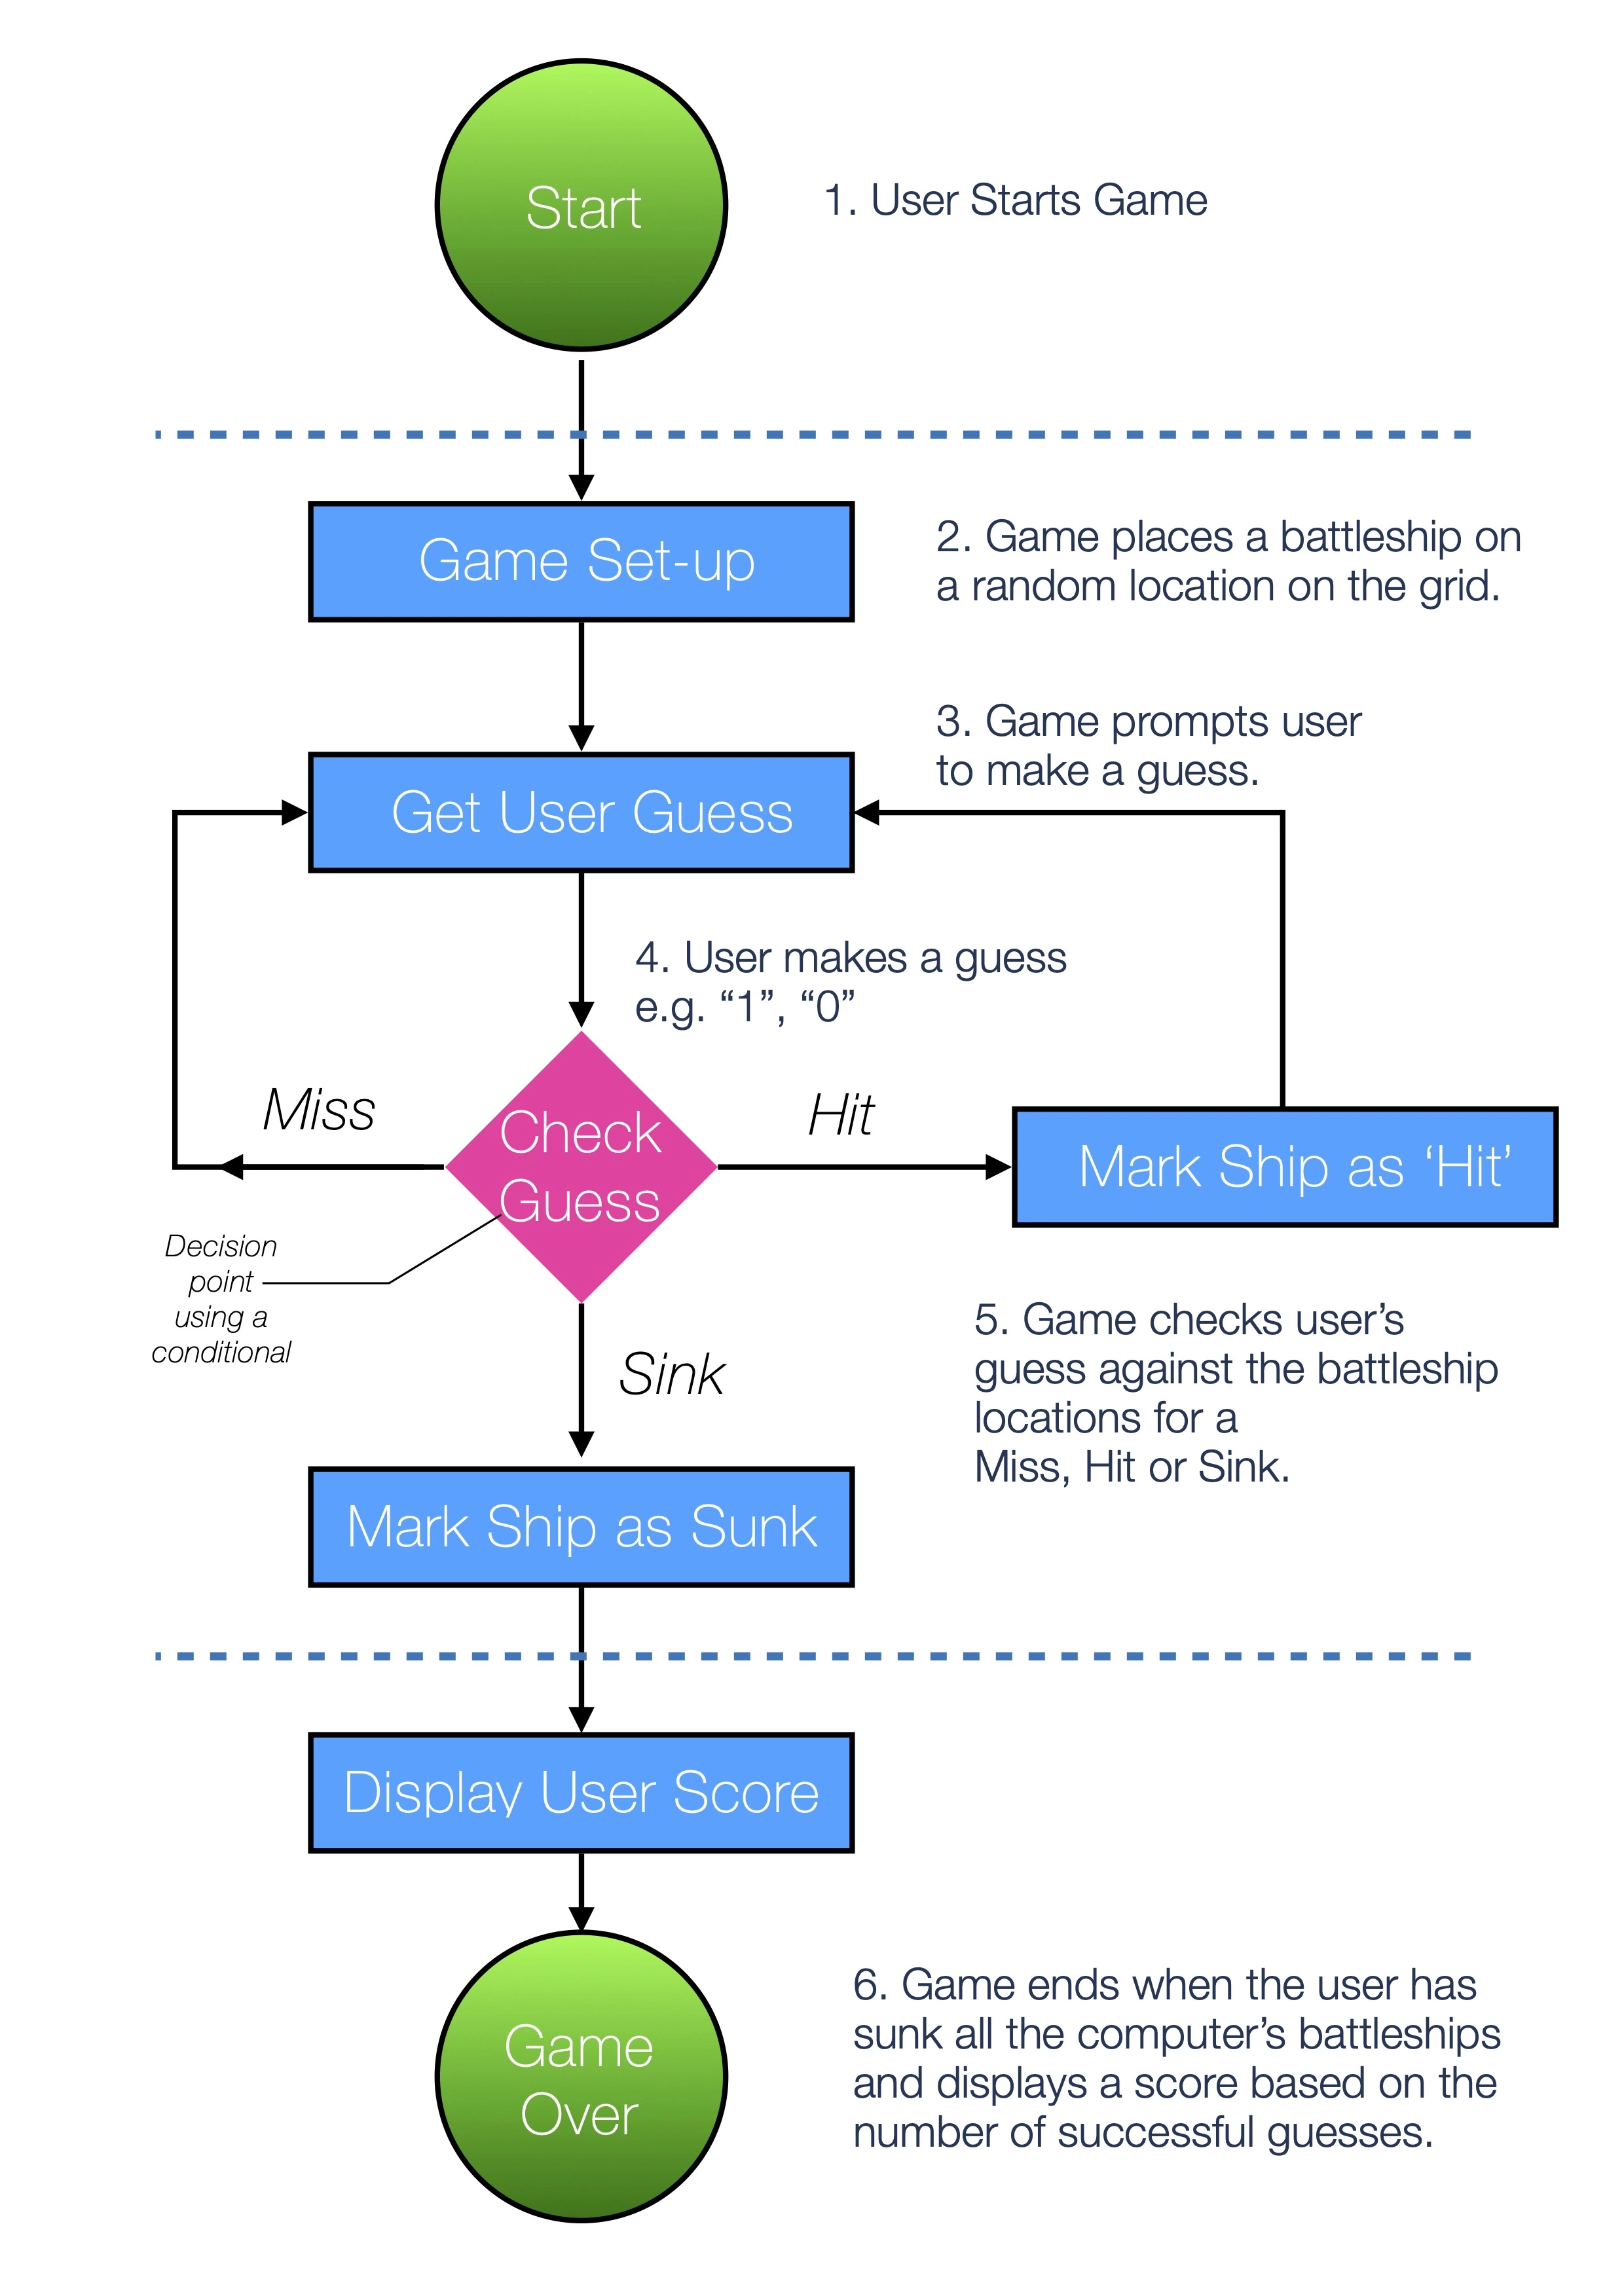 Start
1. User Starts Game
Game Set-up
2. Game places a battleship on
a random location on the grid.
3. Game prompts user
to make a guess.
Get User Guess
4. User makes a guess
e.g. “1”, “0”
Miss
Check
Guess
Hit
Mark Ship as ‘Hit’
Decision
point
using a
conditional
Sink
5. Game checks user’s
guess against the battleship
locations for a
Miss, Hit or Sink.
Mark Ship as Sunk
Display User Score
Game
Over
6. Game ends when the user has
sunk all the computer’s battleships
and displays a score based on the
number of successful guesses.